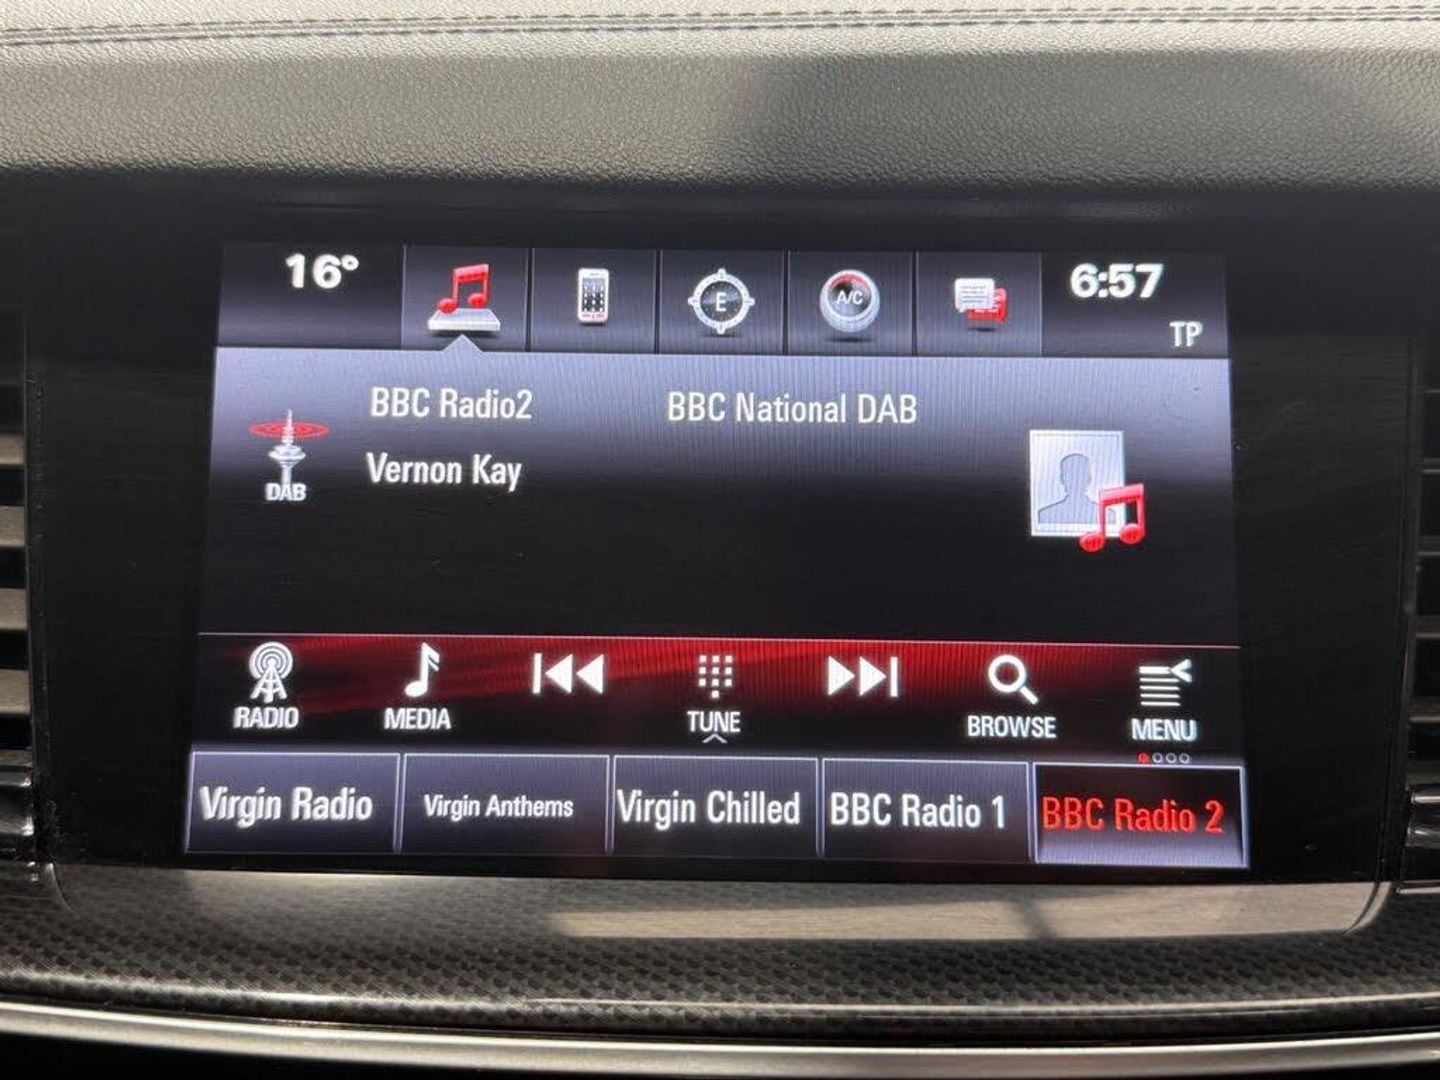 16°
E
A/C
6:57
TP
BBC Radio2
BBC National DAB
DAB
Vernon Kay
RADIO
MEDIA
TUNE
BROWSE
MENU
Virgin Radio
Virgin Anthems
Virgin Chilled
BBC Radio 1
BBC Radio 2